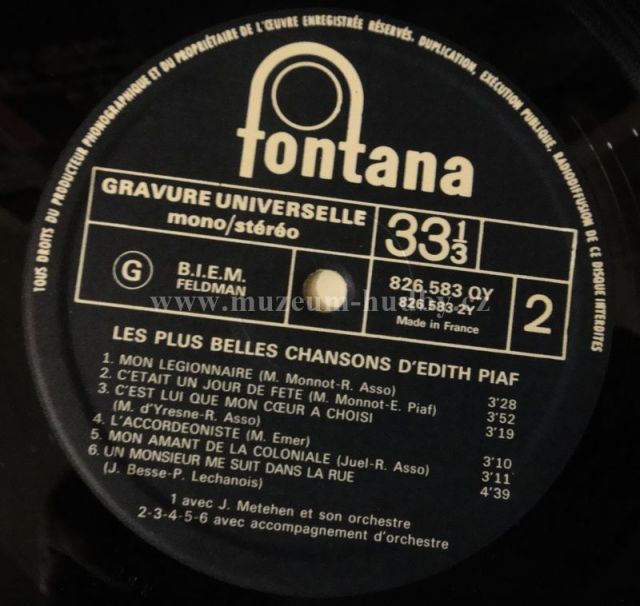 TOUS DROITS DU PRODUCTEUR PHONOGRAPHIQUE ET DU PROPRIÉTAIRE DE L'ŒUVRE ENREGISTRÉE RÉSERVÉS. DUPLICATION, EXÉCUTION PUBLIQUE, RADIODIFFUSION DE CE DISQUE INTERDITES
fontana
GRAVURE UNIVERSELLE
mono/stéréo
33 1/3
G
B.I.E.M.
FELDMAN
826.583 QY
826.583-2Y
Made in France
2
www.muzeum-hudby.cz
LES PLUS BELLES CHANSONS D'EDITH PIAF
1. MON LEGIONNAIRE (M. Monnot-R. Asso) 3'28
2. C'ETAIT UN JOUR DE FETE (M. Monnot-E. Piaf) 3'52
3. C'EST LUI QUE MON CŒUR A CHOISI 3'19
(M. d'Yresne-R. Asso)
4. L'ACCORDEONISTE (M. Emer) 3'10
5. MON AMANT DE LA COLONIALE (Juel-R. Asso) 3'11
6. UN MONSIEUR ME SUIT DANS LA RUE 4'39
(J. Besse-P. Lechanois)
1 avec J. Metehen et son orchestre
2-3-4-5-6 avec accompagnement d'orchestre